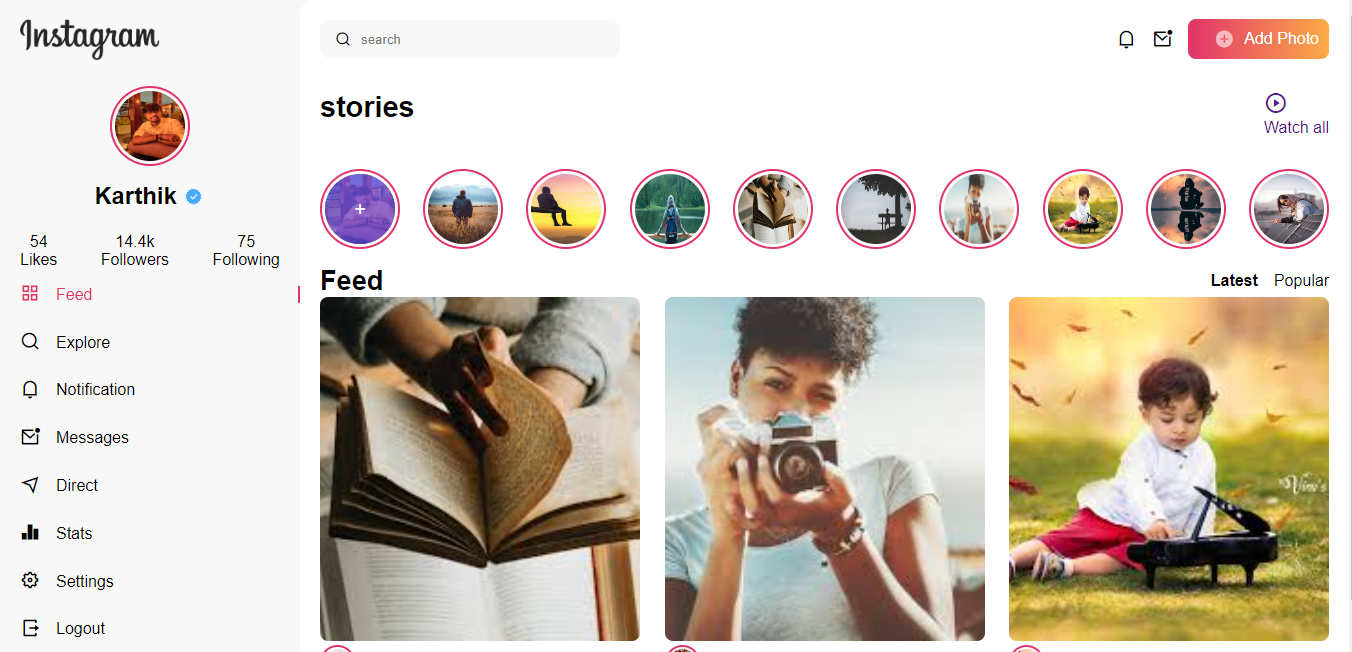 Instagram
search
Add Photo
Karthik
54
Likes
14.4k
Followers
75
Following
Feed
Explore
Notification
Messages
Direct
Stats
Settings
Logout
stories
Watch all
Feed
Latest
Popular